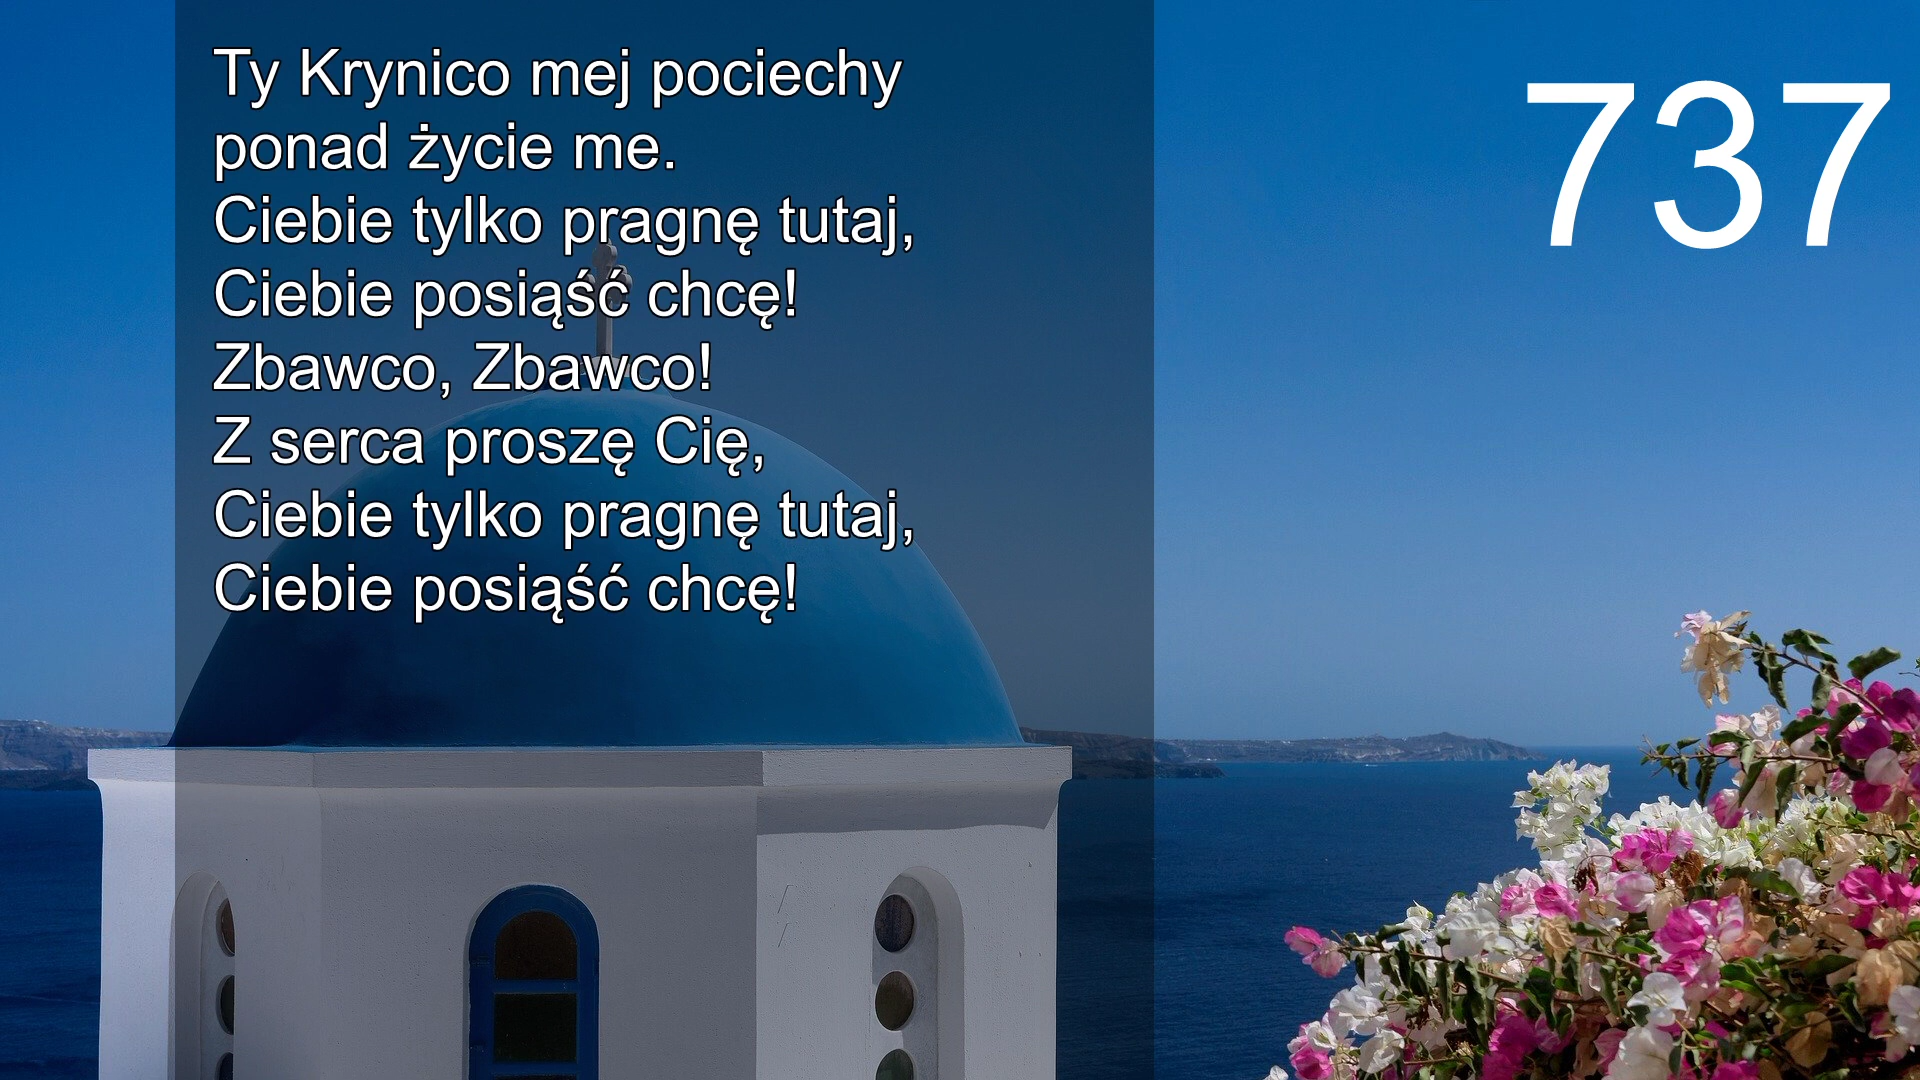 Ty Krynico mej pociechy
ponad życie me.
Ciebie tylko pragnę tutaj,
Ciebie posiąść chcę!
Zbawco, Zbawco!
Z serca proszę Cię,
Ciebie tylko pragnę tutaj,
Ciebie posiąść chcę!
737